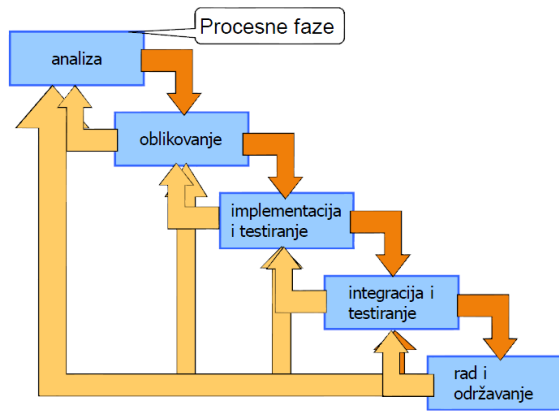 Procesne faze
analiza
oblikovanje
implementacija
i testiranje
integracija i
testiranje
rad i
održavanje